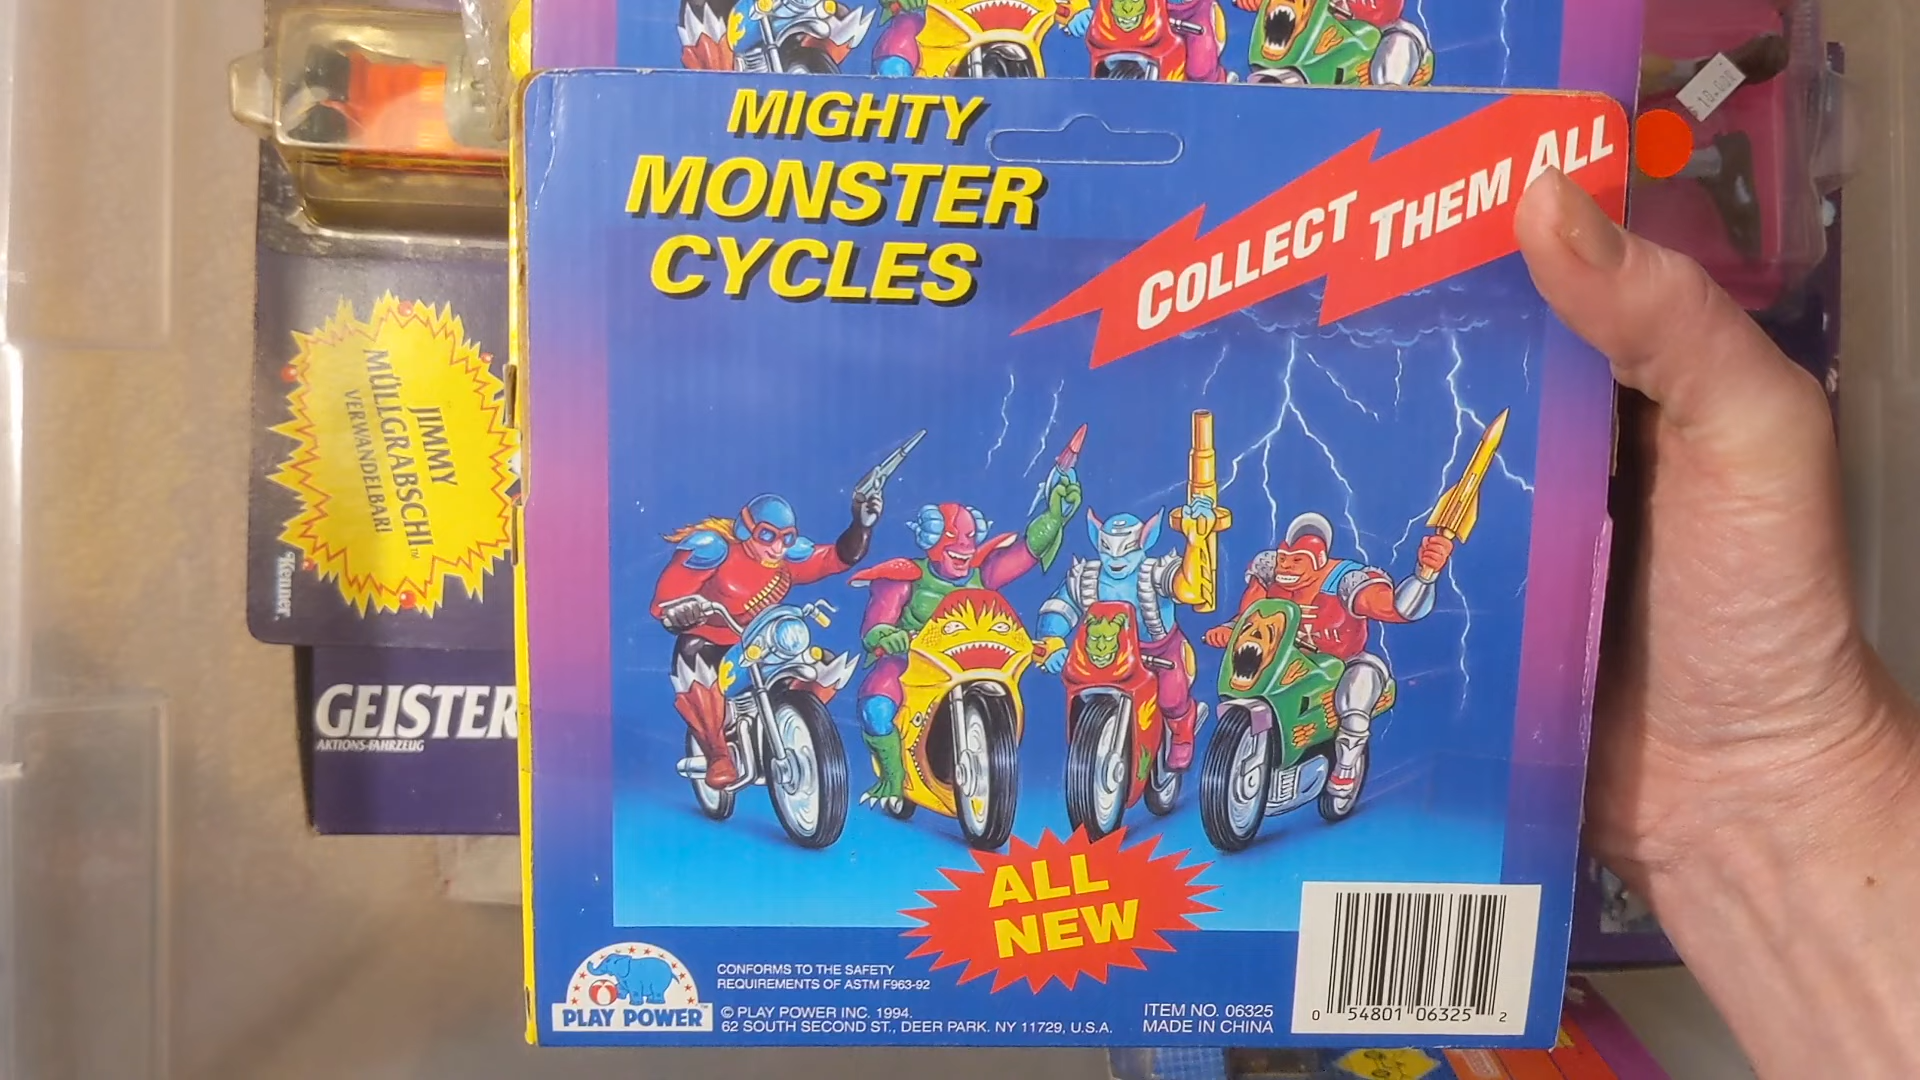 MIGHTY
MONSTER
CYCLES
COLLECT THEM ALL
JIMMY
MÜLLGRABSCHI™
VERWANDELBAR!
Kenner.
GEISTER
AKTIONS-FAHRZEUG
ALL
NEW
PLAY POWER™
CONFORMS TO THE SAFETY
REQUIREMENTS OF ASTM F963-92
© PLAY POWER INC. 1994.
62 SOUTH SECOND ST., DEER PARK. NY 11729, U.S.A.
ITEM NO. 06325
MADE IN CHINA
0 54801 06325 2